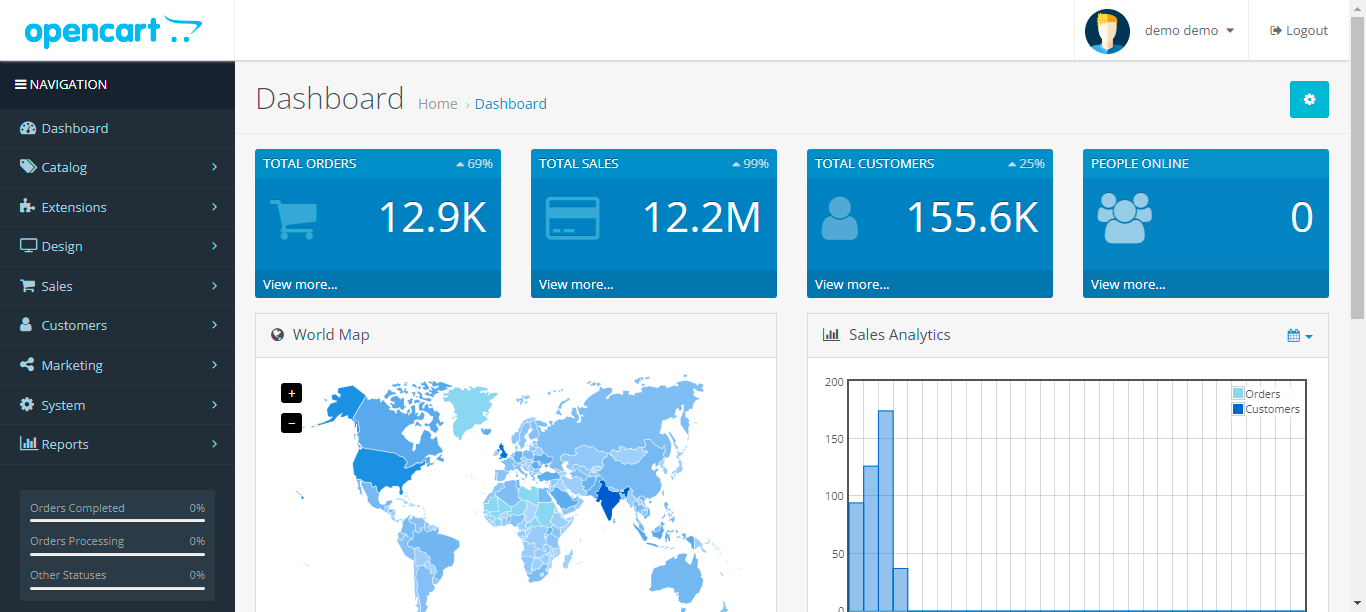 opencart
demo demo
Logout
NAVIGATION
Dashboard
Catalog
Extensions
Design
Sales
Customers
Marketing
System
Reports
Orders Completed 0%
Orders Processing 0%
Other Statuses 0%
Dashboard Home › Dashboard
TOTAL ORDERS 69%
12.9K
View more...
TOTAL SALES 99%
12.2M
View more...
TOTAL CUSTOMERS 25%
155.6K
View more...
PEOPLE ONLINE
0
View more...
World Map
+
−
Sales Analytics
200
150
100
50
0
Orders
Customers